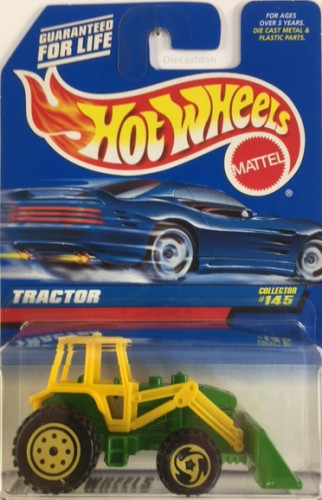 GUARANTEED
FOR LIFE
FOR AGES
OVER 3 YEARS.
DIE CAST METAL &
PLASTIC PARTS.
Diecastdan
HOT WHEELS
MATTEL
®
TRACTOR
COLLECTOR
#145
WHEELS